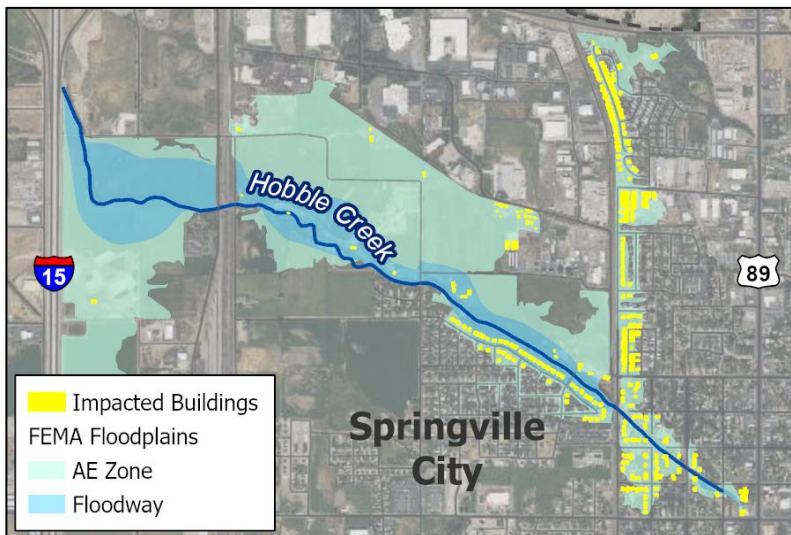 Hobble Creek
15
89
Springville
City
Impacted Buildings
FEMA Floodplains
AE Zone
Floodway